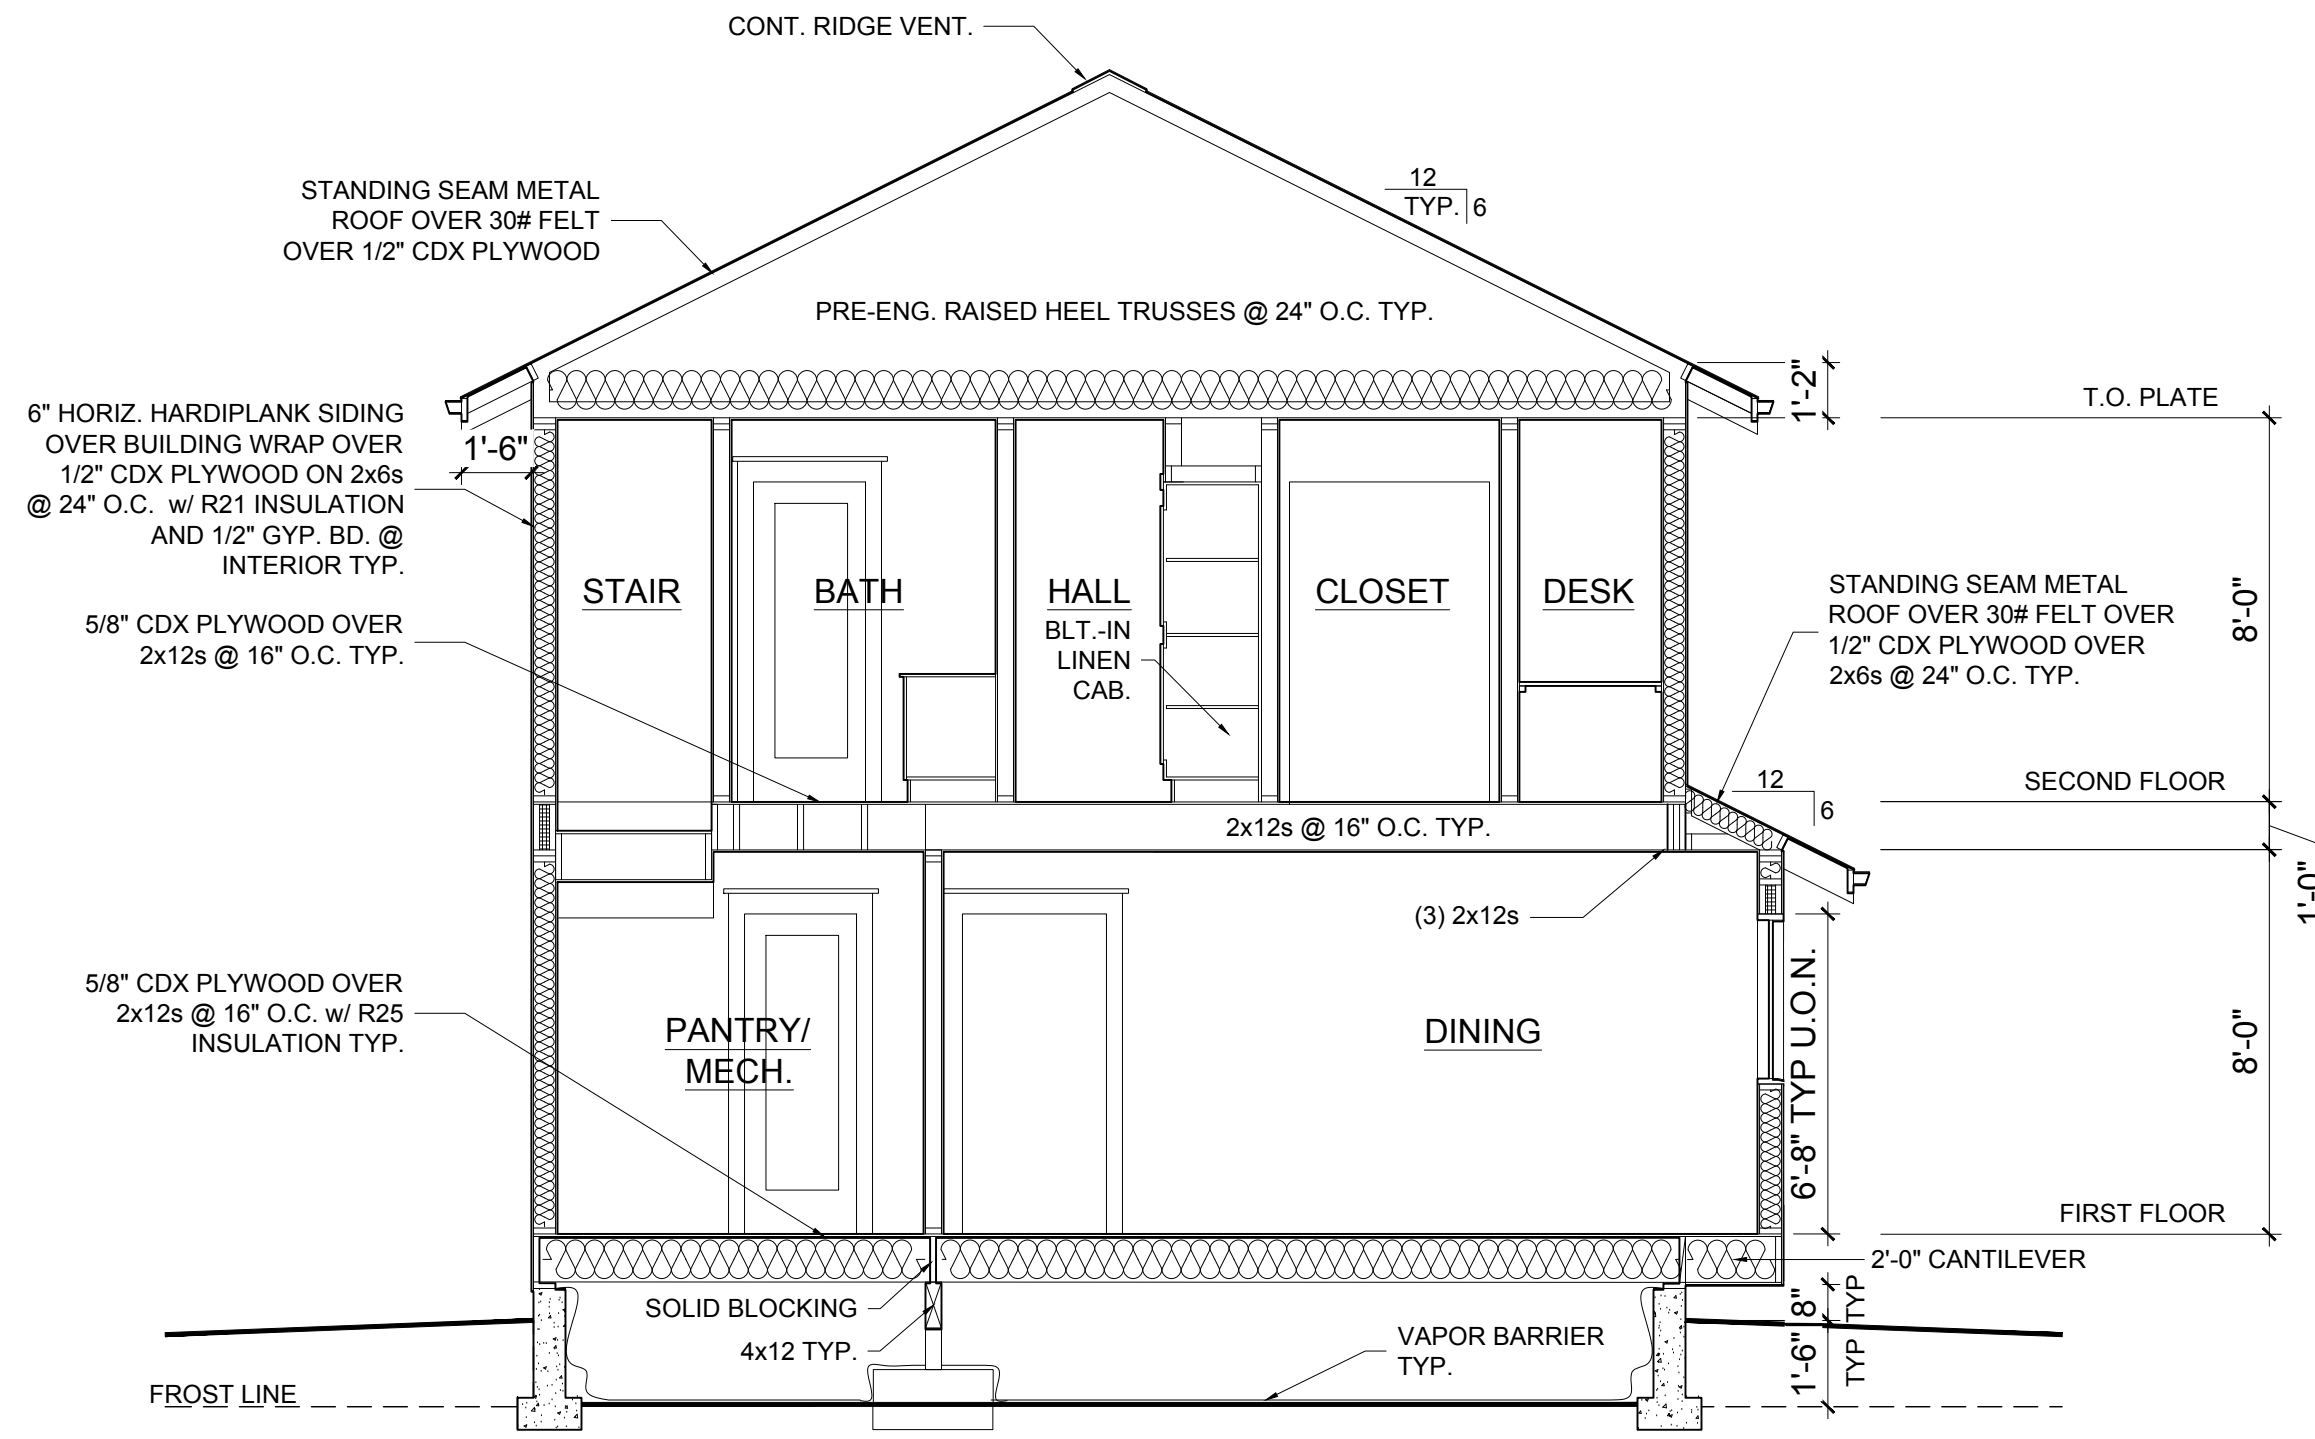 CONT. RIDGE VENT.
STANDING SEAM METAL
ROOF OVER 30# FELT
OVER 1/2" CDX PLYWOOD
12
TYP.
6
PRE-ENG. RAISED HEEL TRUSSES @ 24" O.C. TYP.
1'-2"
T.O. PLATE
6" HORIZ. HARDIPLANK SIDING
OVER BUILDING WRAP OVER
1/2" CDX PLYWOOD ON 2x6s
@ 24" O.C. w/ R21 INSULATION
AND 1/2" GYP. BD. @
INTERIOR TYP.
1'-6"
STAIR
BATH
HALL
BLT.-IN
LINEN
CAB.
CLOSET
DESK
STANDING SEAM METAL
ROOF OVER 30# FELT OVER
1/2" CDX PLYWOOD OVER
2x6s @ 24" O.C. TYP.
8'-0"
5/8" CDX PLYWOOD OVER
2x12s @ 16" O.C. TYP.
12
6
SECOND FLOOR
2x12s @ 16" O.C. TYP.
1'-0"
(3) 2x12s
5/8" CDX PLYWOOD OVER
2x12s @ 16" O.C. w/ R25
INSULATION TYP.
PANTRY/
MECH.
DINING
6'-8" TYP U.O.N.
8'-0"
FIRST FLOOR
2'-0" CANTILEVER
SOLID BLOCKING
4x12 TYP.
VAPOR BARRIER
TYP.
8"
TYP
1'-6"
TYP
FROST LINE